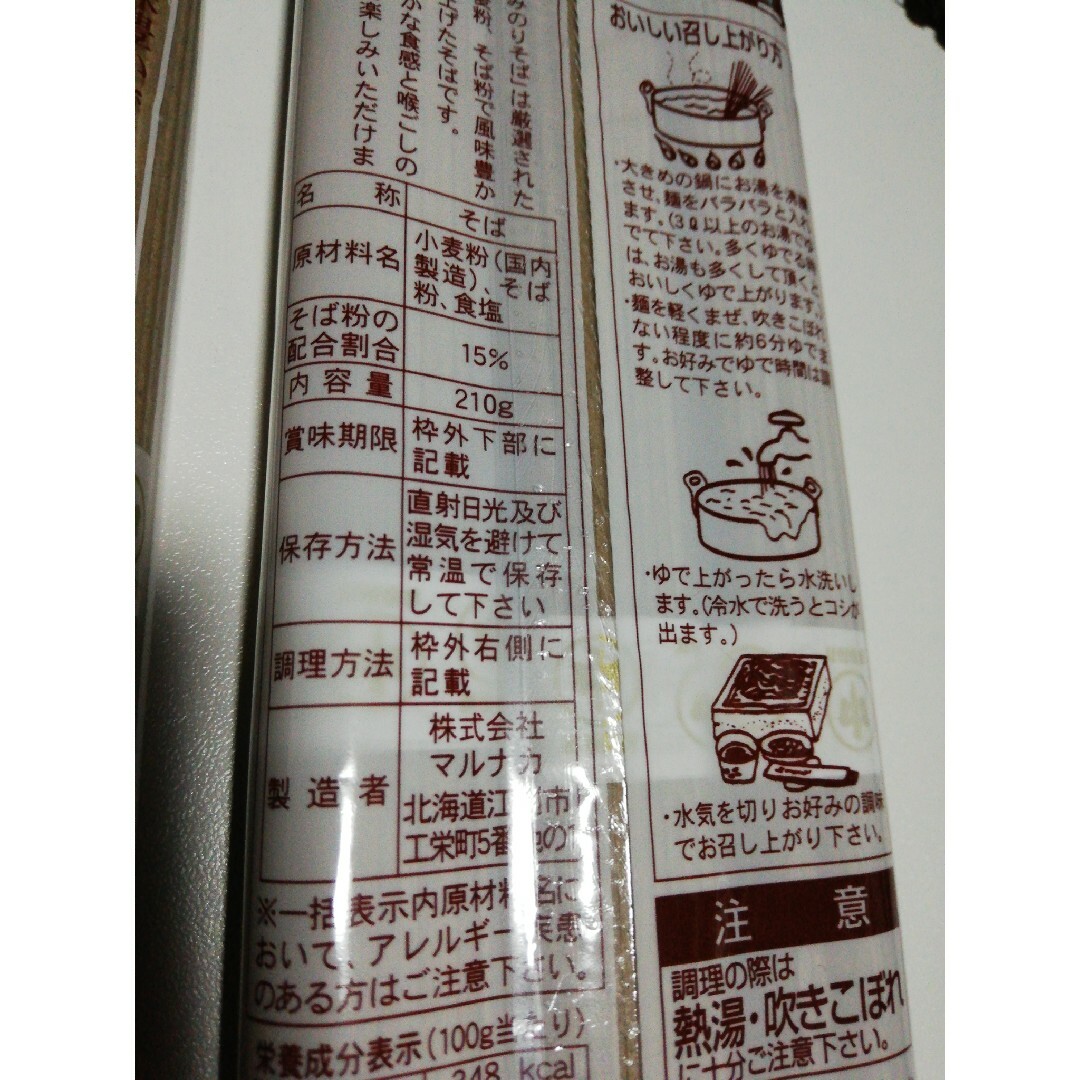 みのりそば」は厳選された
麦粉、そば粉で風味豊か
上げたそばです。
かな食感と喉ごしの
楽しみいただけま
名称
そば
原材料名
小麦粉(国内
製造)、そば
粉、食塩
そば粉の
配合割合
15%
内容量
210g
賞味期限
枠外下部に
記載
保存方法
直射日光及び
湿気を避けて
常温で保存
して下さい
調理方法
枠外右側に
記載
製造者
株式会社
マルナカ
北海道江 市
工栄町5番 の1
※一括表示内原材料名に
おいて、アレルギー疾患
のある方はご注意下さい。
栄養成分表示(100g当たり)
348 kcal
おいしい召し上がり方
・大きめの鍋にお湯を沸騰
させ、麺をバラバラと入れ
ます。(3ℓ以上のお湯でゆ
でて下さい。多くゆでる時
は、お湯も多くして頂くと
おいしくゆで上がります。)
・麺を軽くまぜ、吹きこぼれ
ない程度に約6分ゆでま
す。お好みでゆで時間は調
整して下さい。
・ゆで上がったら水洗いし
ます。(冷水で洗うとコシが
出ます。)
・水気を切りお好みの調味
でお召し上がり下さい。
注意
調理の際は
熱湯・吹きこぼれ
に十分ご注意下さい。